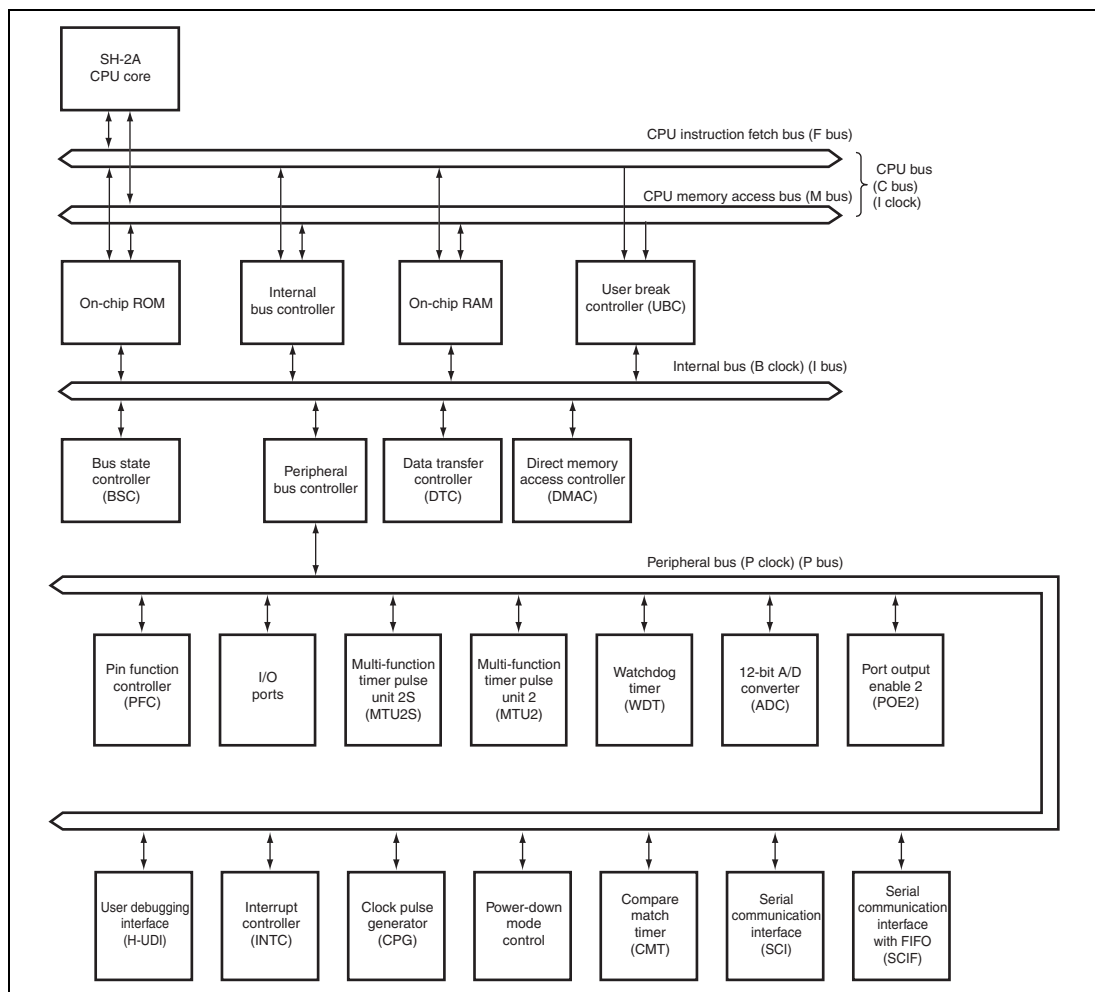 SH-2A
CPU core
CPU instruction fetch bus (F bus)
CPU bus
(C bus)
(I clock)
CPU memory access bus (M bus)
On-chip ROM
Internal
bus controller
On-chip RAM
User break
controller (UBC)
Internal bus (B clock) (I bus)
Bus state
controller
(BSC)
Peripheral
bus controller
Data transfer
controller
(DTC)
Direct memory
access controller
(DMAC)
Peripheral bus (P clock) (P bus)
Pin function
controller
(PFC)
I/O
ports
Multi-function
timer pulse
unit 2S
(MTU2S)
Multi-function
timer pulse
unit 2
(MTU2)
Watchdog
timer
(WDT)
12-bit A/D
converter
(ADC)
Port output
enable 2
(POE2)
User debugging
interface
(H-UDI)
Interrupt
controller
(INTC)
Clock pulse
generator
(CPG)
Power-down
mode
control
Compare
match
timer
(CMT)
Serial
communication
interface
(SCI)
Serial
communication
interface
with FIFO
(SCIF)